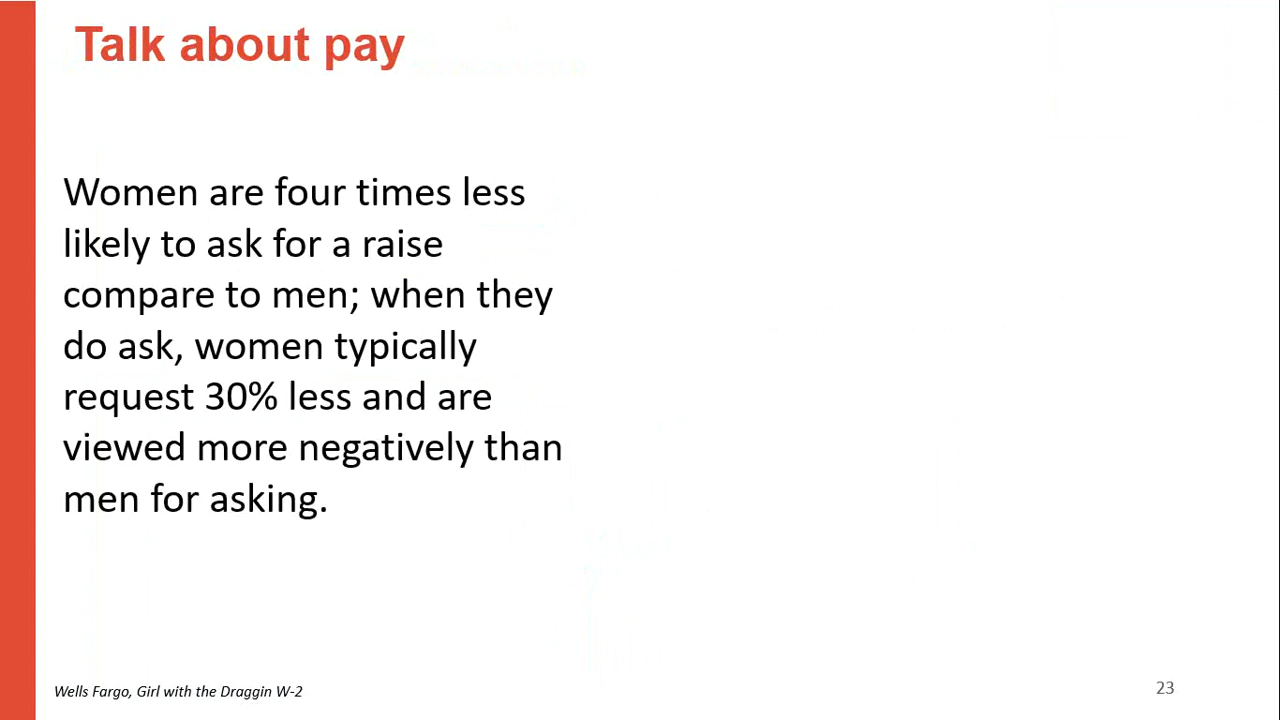 Talk about pay
Women are four times less
likely to ask for a raise
compare to men; when they
do ask, women typically
request 30% less and are
viewed more negatively than
men for asking.
Wells Fargo, Girl with the Draggin W-2
23